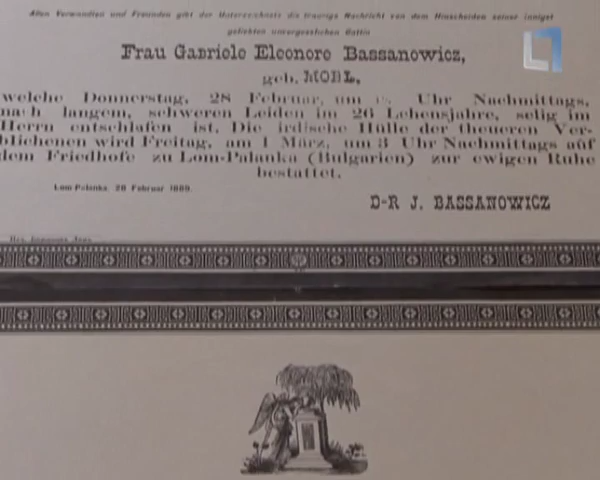 Allen Verwandten und Freunden gibt der Unterzeichnete die traurige Nachricht von dem Hinscheiden seiner innigst
geliebten unvergesslichen Gattin
Frau Gabriele Eleonore Bassanowicz,
geb. MOHL,
welche Donnerstag, 28 Februar, um Uhr Nachmittags,
nach langem, schweren Leiden im 26 Lebensjahre, selig im
Herrn entschlafen ist. Die irdische Hülle der theueren Ver-
blichenen wird Freitag, am 1 März, um 3 Uhr Nachmittags auf
dem Friedhofe zu Lom-Palanka (Bulgarien) zur ewigen Ruhe
bestattet.
Lom-Palanka, 28 Februar 1889.
D-R J. BASSANOWICZ